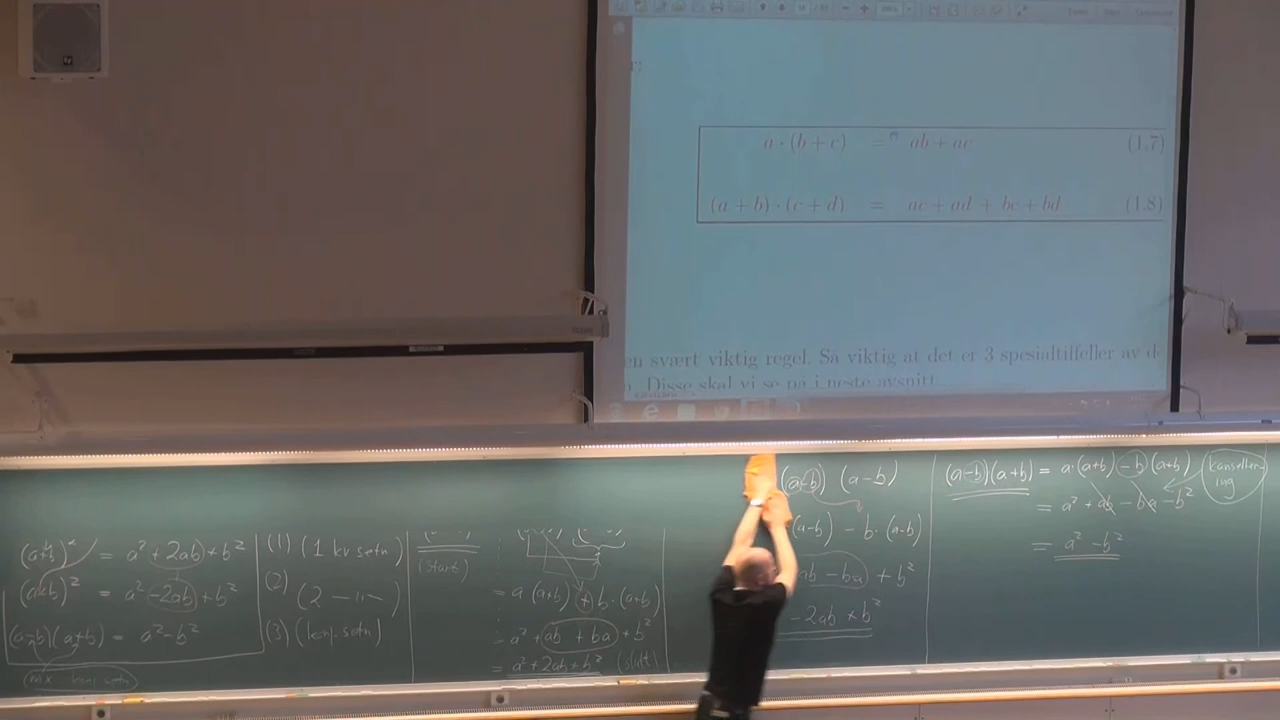 a · (b + c) = ab + ac (1.7)
(a + b) · (c + d) = ac + ad + bc + bd (1.8)
en svært viktig regel. Så viktig at det er 3 spesialtilfeller av d
Disse skal vi se på i neste avsnitt
(a+b)² = a² + 2ab + b²
(a-b)² = a² - 2ab + b²
(a-b)(a+b) = a² - b²
(1) (1 kv setn)
(2) (2 — " —)
(3) (konj. setn)
(start)
= a (a+b) + b · (a+b)
= a² + ab + ba + b²
= a² + 2ab + b² (slutt)
(a-b) (a-b)
(a-b) - b · (a-b)
ab - ba + b²
- 2ab + b²
(a-b)(a+b) = a·(a+b) - b·(a+b)
= a² + ab - ba - b²
= a² - b²
kanseller-
ing